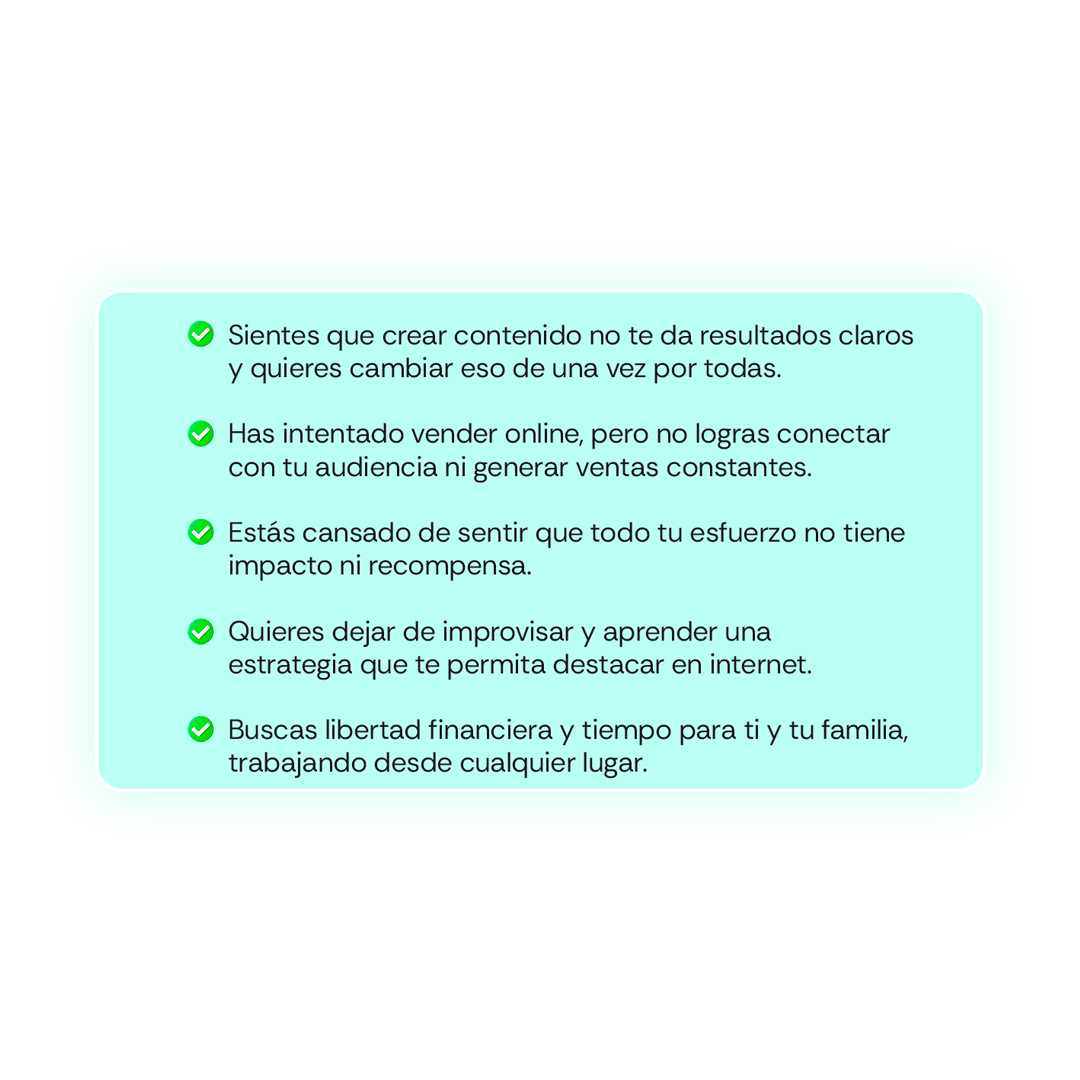 Sientes que crear contenido no te da resultados claros
y quieres cambiar eso de una vez por todas.
Has intentado vender online, pero no logras conectar
con tu audiencia ni generar ventas constantes.
Estás cansado de sentir que todo tu esfuerzo no tiene
impacto ni recompensa.
Quieres dejar de improvisar y aprender una
estrategia que te permita destacar en internet.
Buscas libertad financiera y tiempo para ti y tu familia,
trabajando desde cualquier lugar.